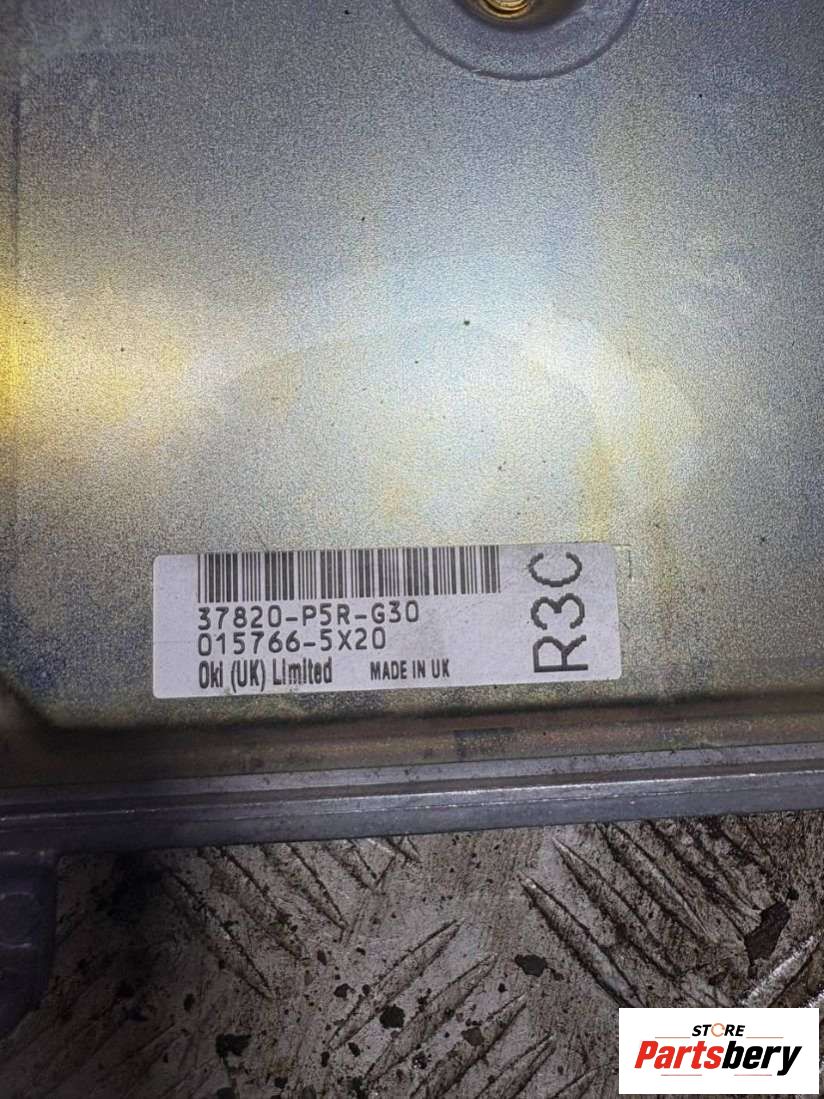 37820-P5R-G30
015766-5X20
Oki (UK) Limited MADE IN UK
R3C
STORE
Partsbery